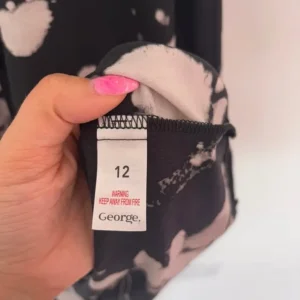 12
WARNING
KEEP AWAY FROM FIRE
George.